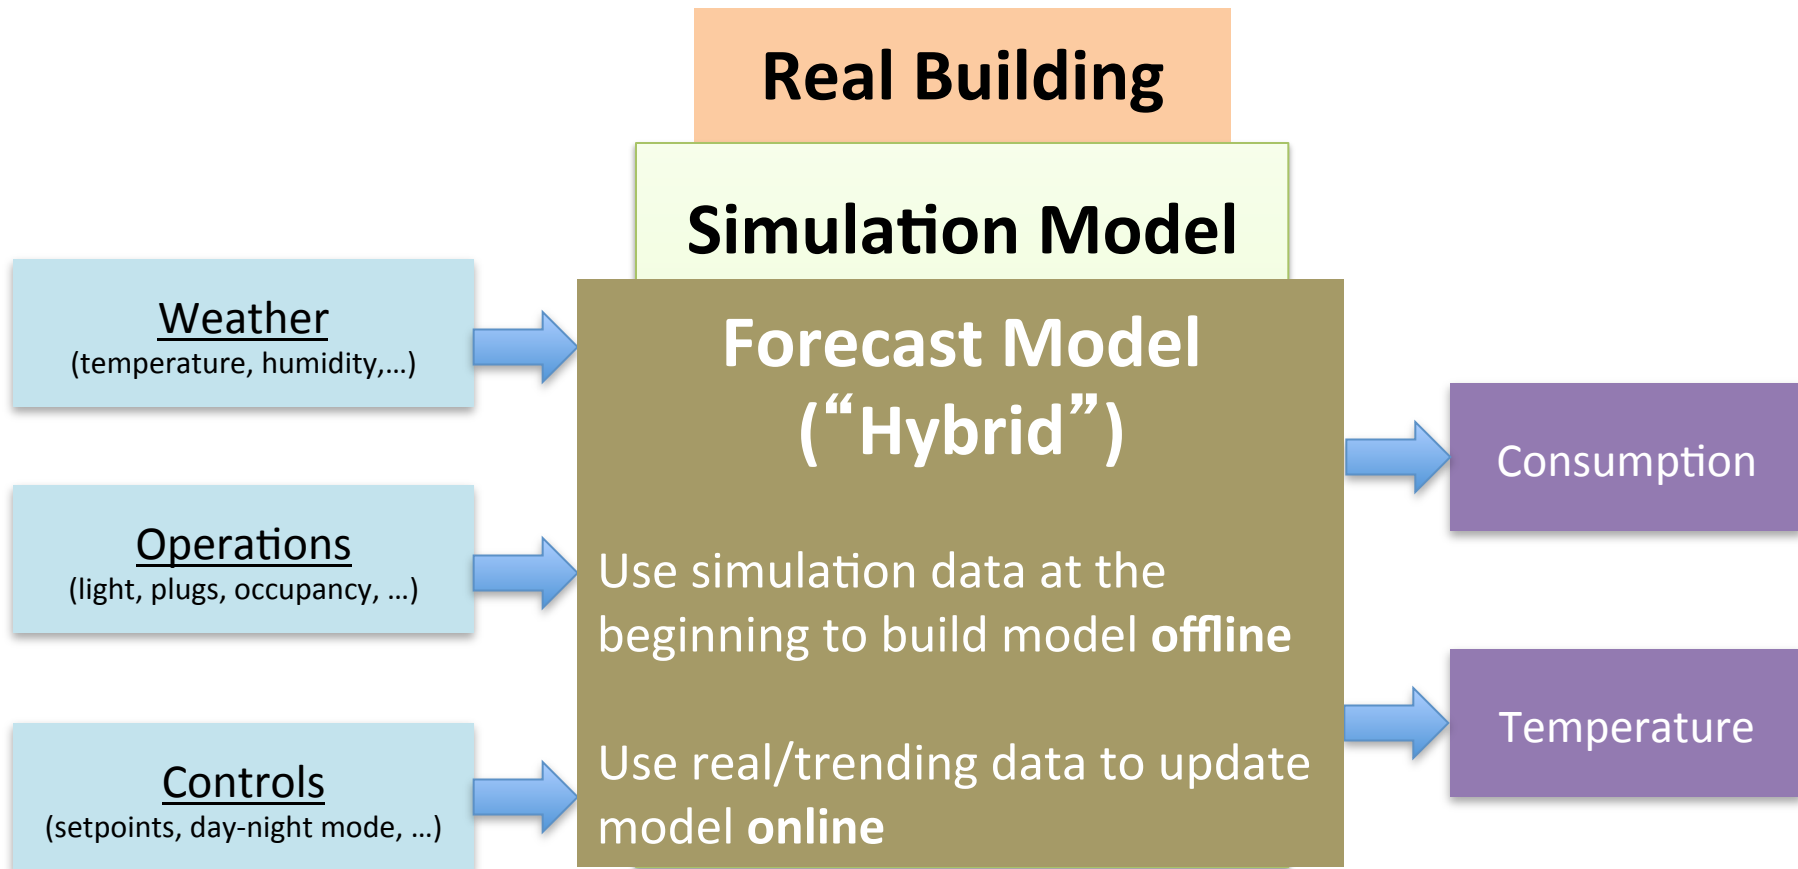 Real Building
Simulation Model
Weather
(temperature, humidity,...)
Operations
(light, plugs, occupancy, ...)
Controls
(setpoints, day-night mode, ...)
Forecast Model
(“Hybrid”)
Use simulation data at the
beginning to build model offline
Use real/trending data to update
model online
Consumption
Temperature